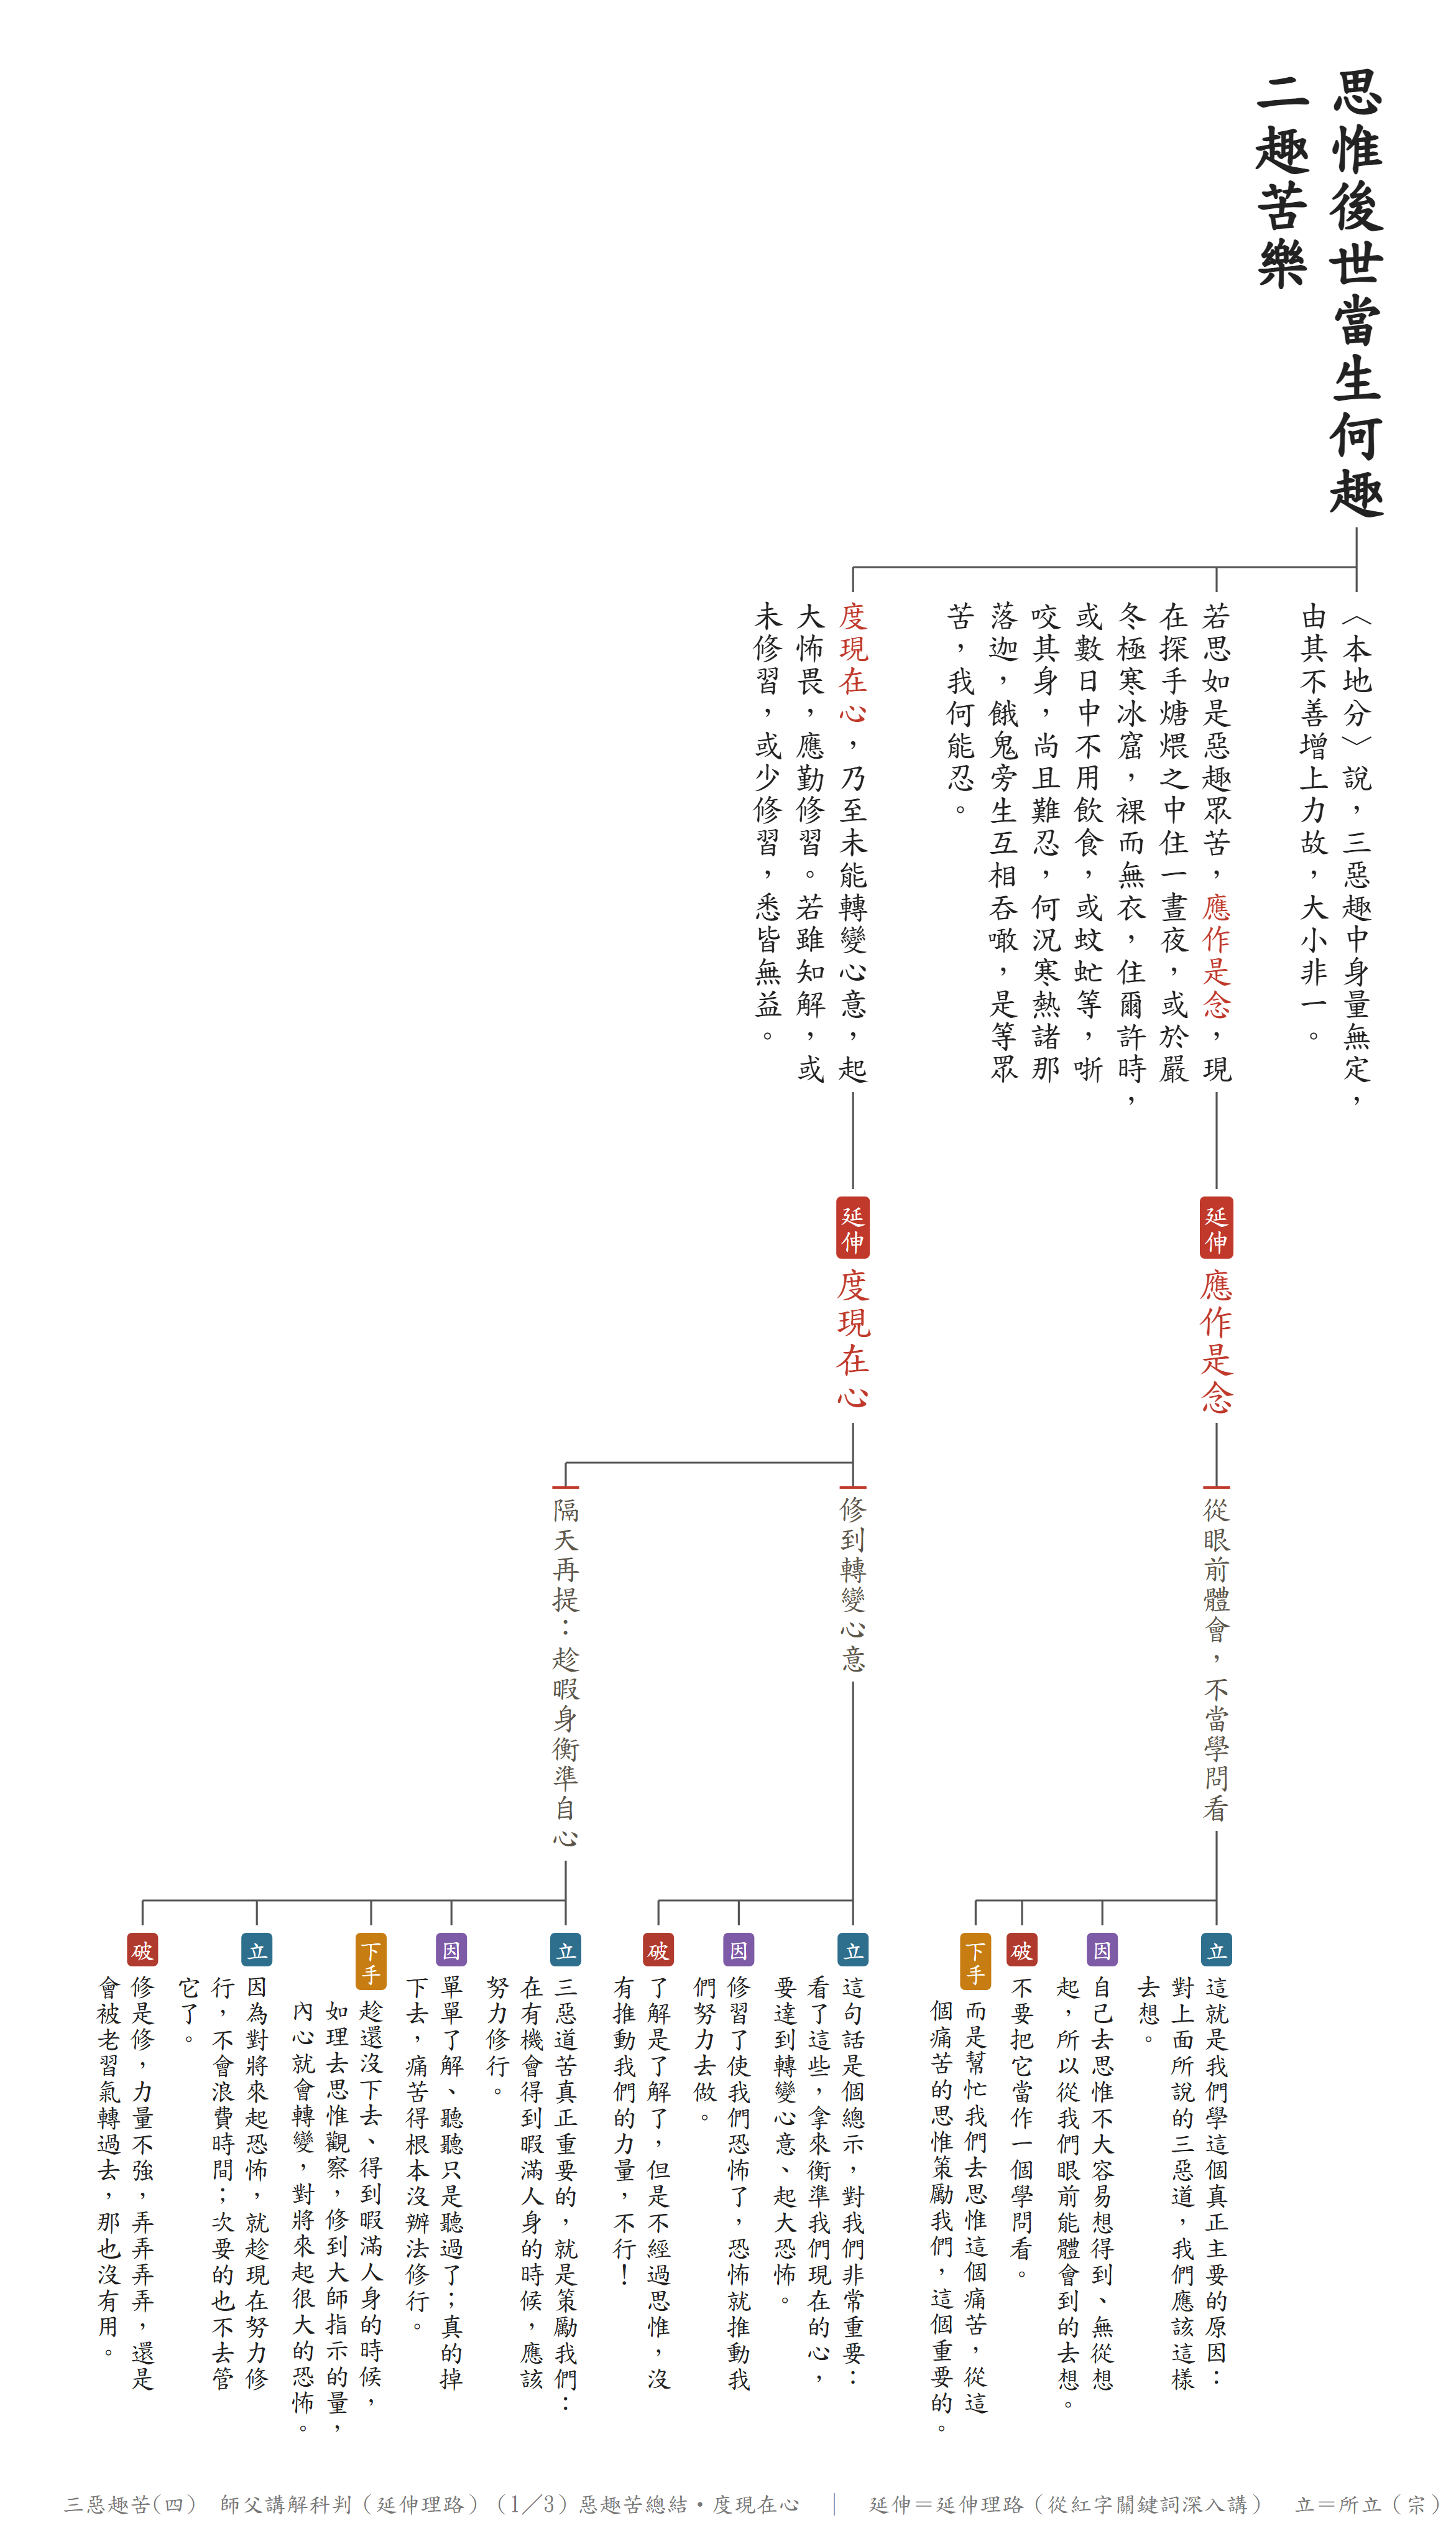 思惟後世當生何趣
二趣苦樂
〈本地分〉說，三惡趣中身量無定，
由其不善增上力故，大小非一。
若思如是惡趣眾苦，應作是念，現
在探手煻煨之中住一晝夜，或於嚴
冬極寒冰窟，裸而無衣，住爾許時，
或數日中不用飲食，或蚊虻等，哳
咬其身，尚且難忍，何況寒熱諸那
落迦，餓鬼旁生互相吞噉，是等眾
苦，我何能忍。
度現在心，乃至未能轉變心意，起
大怖畏，應勤修習。若雖知解，或
未修習，或少修習，悉皆無益。
延伸
應作是念
從眼前體會，不當學問看
立
這就是我們學這個真正主要的原因：
對上面所說的三惡道，我們應該這樣
去想。
因
自己去思惟不大容易想得到、無從想
起，所以從我們眼前能體會到的去想。
破
不要把它當作一個學問看。
下手
而是幫忙我們去思惟這個痛苦，從這
個痛苦的思惟策勵我們，這個重要的。
延伸
度現在心
修到轉變心意
立
這句話是個總示，對我們非常重要：
看了這些，拿來衡準我們現在的心，
要達到轉變心意、起大恐怖。
因
修習了使我們恐怖了，恐怖就推動我
們努力去做。
破
了解是了解了，但是不經過思惟，沒
有推動我們的力量，不行！
隔天再提：趁暇身衡準自心
立
三惡道苦真正重要的，就是策勵我們：
在有機會得到暇滿人身的時候，應該
努力修行。
因
單單了解、聽聽只是聽過了；真的掉
下去，痛苦得根本沒辦法修行。
下手
趁還沒下去、得到暇滿人身的時候，
如理去思惟觀察，修到大師指示的量，
內心就會轉變，對將來起很大的恐怖。
立
因為對將來起恐怖，就趁現在努力修
行，不會浪費時間；次要的也不去管
它了。
破
修是修，力量不強，弄弄弄弄，還是
會被老習氣轉過去，那也沒有用。
三惡趣苦(四)　師父講解科判（延伸理路）（1／3）惡趣苦總結・度現在心　｜　延伸＝延伸理路（從紅字關鍵詞深入講）　立＝所立（宗）